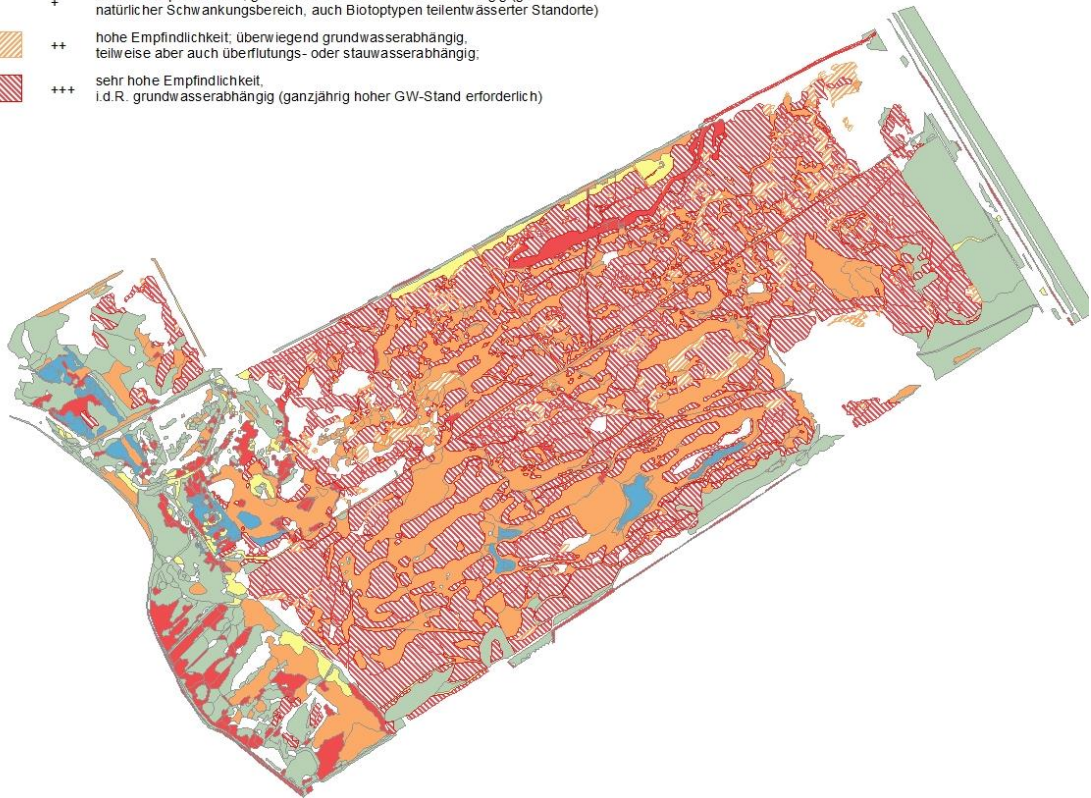 +
natürlicher Schwankungsbereich, auch Biotoptypen teilentwässerter Standorte)
++
hohe Empfindlichkeit; überwiegend grundwasserabhängig,
teilweise aber auch überflutungs- oder stauwasserabhängig;
+++
sehr hohe Empfindlichkeit,
i.d.R. grundwasserabhängig (ganzjährig hoher GW-Stand erforderlich)